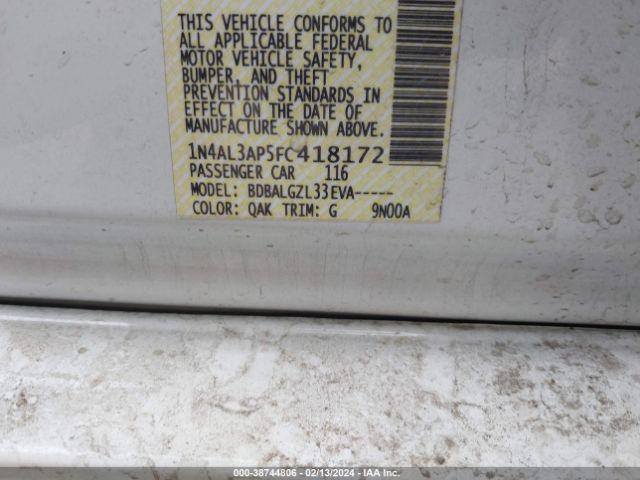 THIS VEHICLE CONFORMS TO
ALL APPLICABLE FEDERAL
MOTOR VEHICLE SAFETY,
BUMPER, AND THEFT
PREVENTION STANDARDS IN
EFFECT ON THE DATE OF
MANUFACTURE SHOWN ABOVE.
1N4AL3AP5FC418172
PASSENGER CAR 116
MODEL: BDBALGZL33EVA-----
COLOR: QAK TRIM: G 9N00A
000-38744806 - 02/13/2024 - IAA Inc.